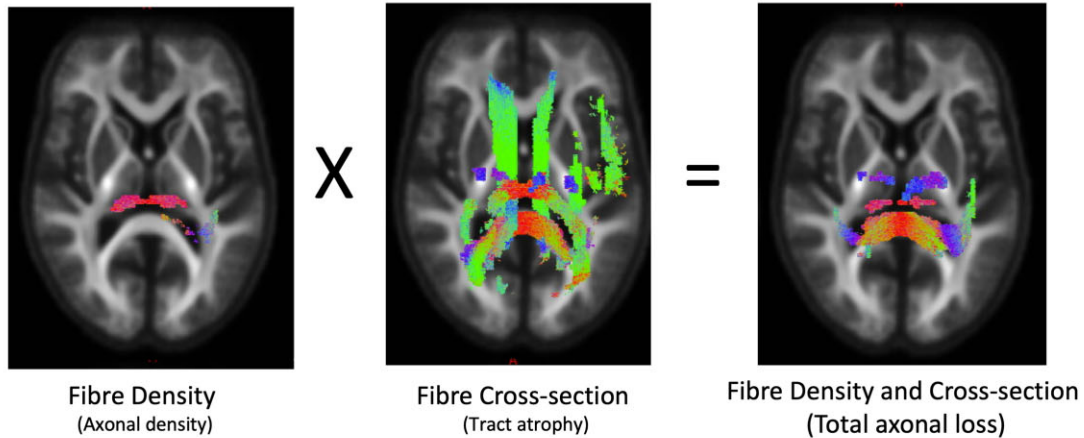 X
=
Fibre Density
(Axonal density)
Fibre Cross-section
(Tract atrophy)
Fibre Density and Cross-section
(Total axonal loss)